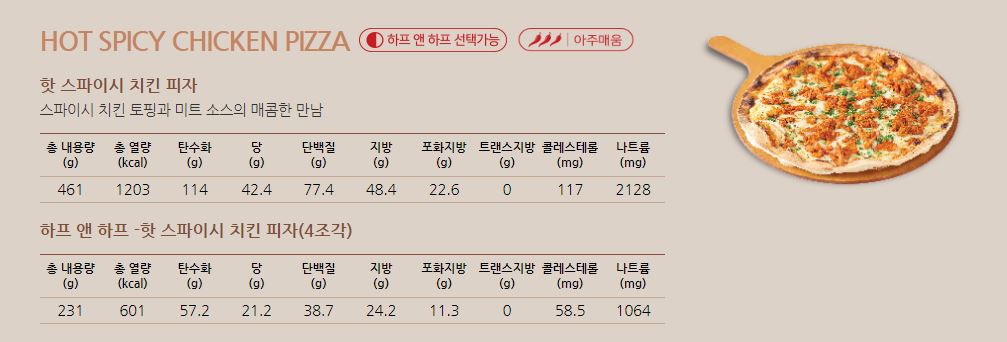 HOT SPICY CHICKEN PIZZA 하프 앤 하프 선택가능 아주매움
핫 스파이시 치킨 피자
스파이시 치킨 토핑과 미트 소스의 매콤한 만남
총 내용량 총 열량 탄수화 당 단백질 지방 포화지방 트랜스지방 콜레스테롤 나트륨
(g) (kcal) (g) (g) (g) (g) (g) (g) (mg) (mg)
461 1203 114 42.4 77.4 48.4 22.6 0 117 2128
하프 앤 하프 -핫 스파이시 치킨 피자(4조각)
총 내용량 총 열량 탄수화 당 단백질 지방 포화지방 트랜스지방 콜레스테롤 나트륨
(g) (kcal) (g) (g) (g) (g) (g) (g) (mg) (mg)
231 601 57.2 21.2 38.7 24.2 11.3 0 58.5 1064